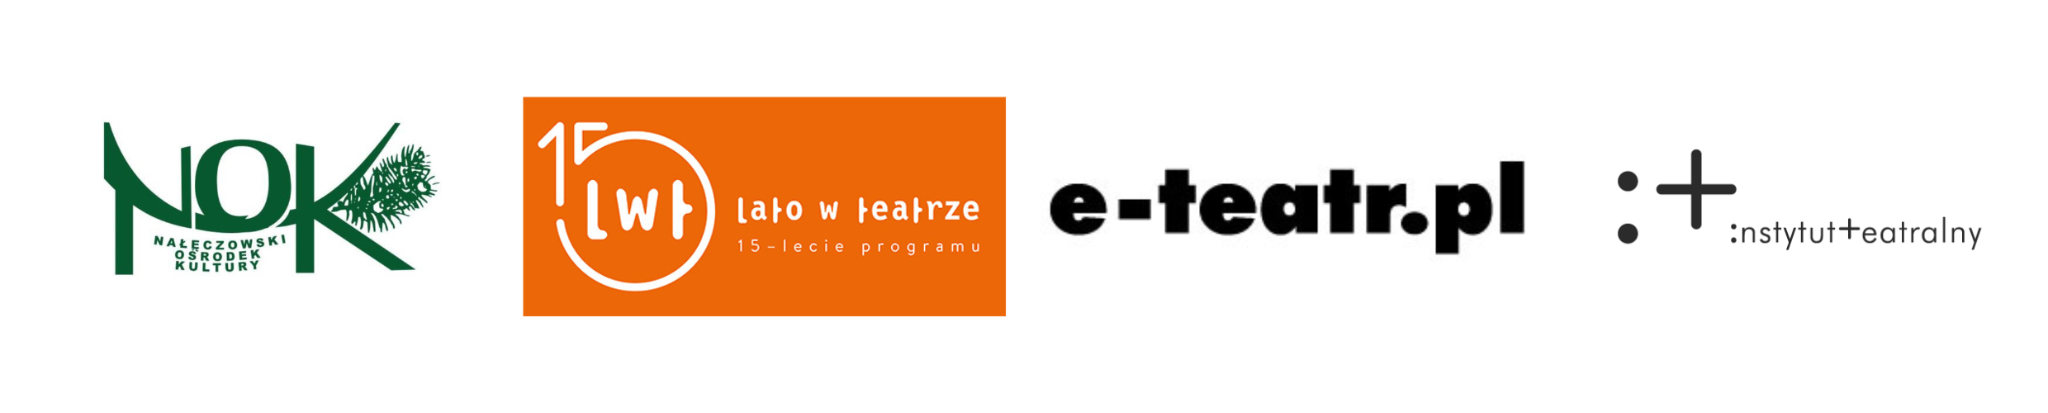 NOK
NAŁĘCZOWSKI
OŚRODEK
KULTURY
15
lwt
lato w teatrze
15-lecie programu
e-teatr.pl
:+
:nstytut+eatralny